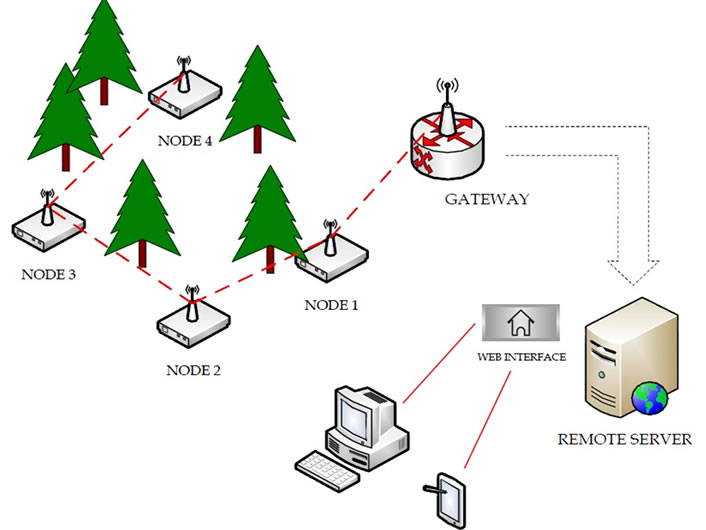 NODE 4
GATEWAY
NODE 3
NODE 1
NODE 2
WEB INTERFACE
REMOTE SERVER